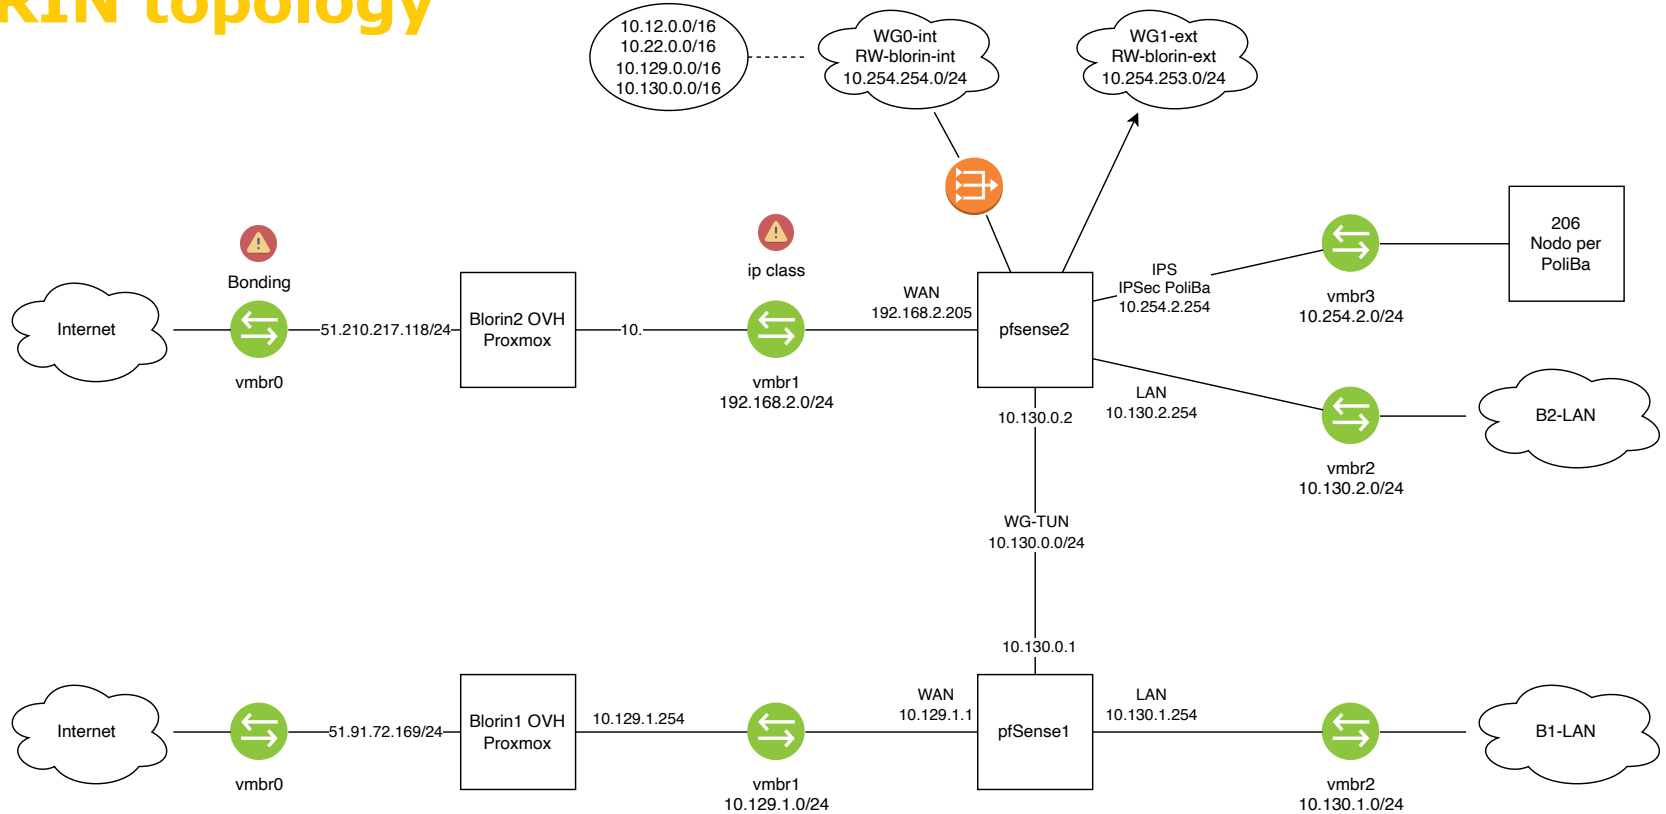 RIN topology
10.12.0.0/16
10.22.0.0/16
10.129.0.0/16
10.130.0.0/16
WG0-int
RW-blorin-int
10.254.254.0/24
WG1-ext
RW-blorin-ext
10.254.253.0/24
Bonding
ip class
206
Nodo per
PoliBa
Internet
51.210.217.118/24
Blorin2 OVH
Proxmox
10.
WAN
192.168.2.205
pfsense2
IPS
IPSec PoliBa
10.254.2.254
vmbr3
10.254.2.0/24
vmbr0
vmbr1
192.168.2.0/24
10.130.0.2
LAN
10.130.2.254
B2-LAN
vmbr2
10.130.2.0/24
WG-TUN
10.130.0.0/24
10.130.0.1
Internet
51.91.72.169/24
Blorin1 OVH
Proxmox
10.129.1.254
WAN
10.129.1.1
pfSense1
LAN
10.130.1.254
B1-LAN
vmbr0
vmbr1
10.129.1.0/24
vmbr2
10.130.1.0/24